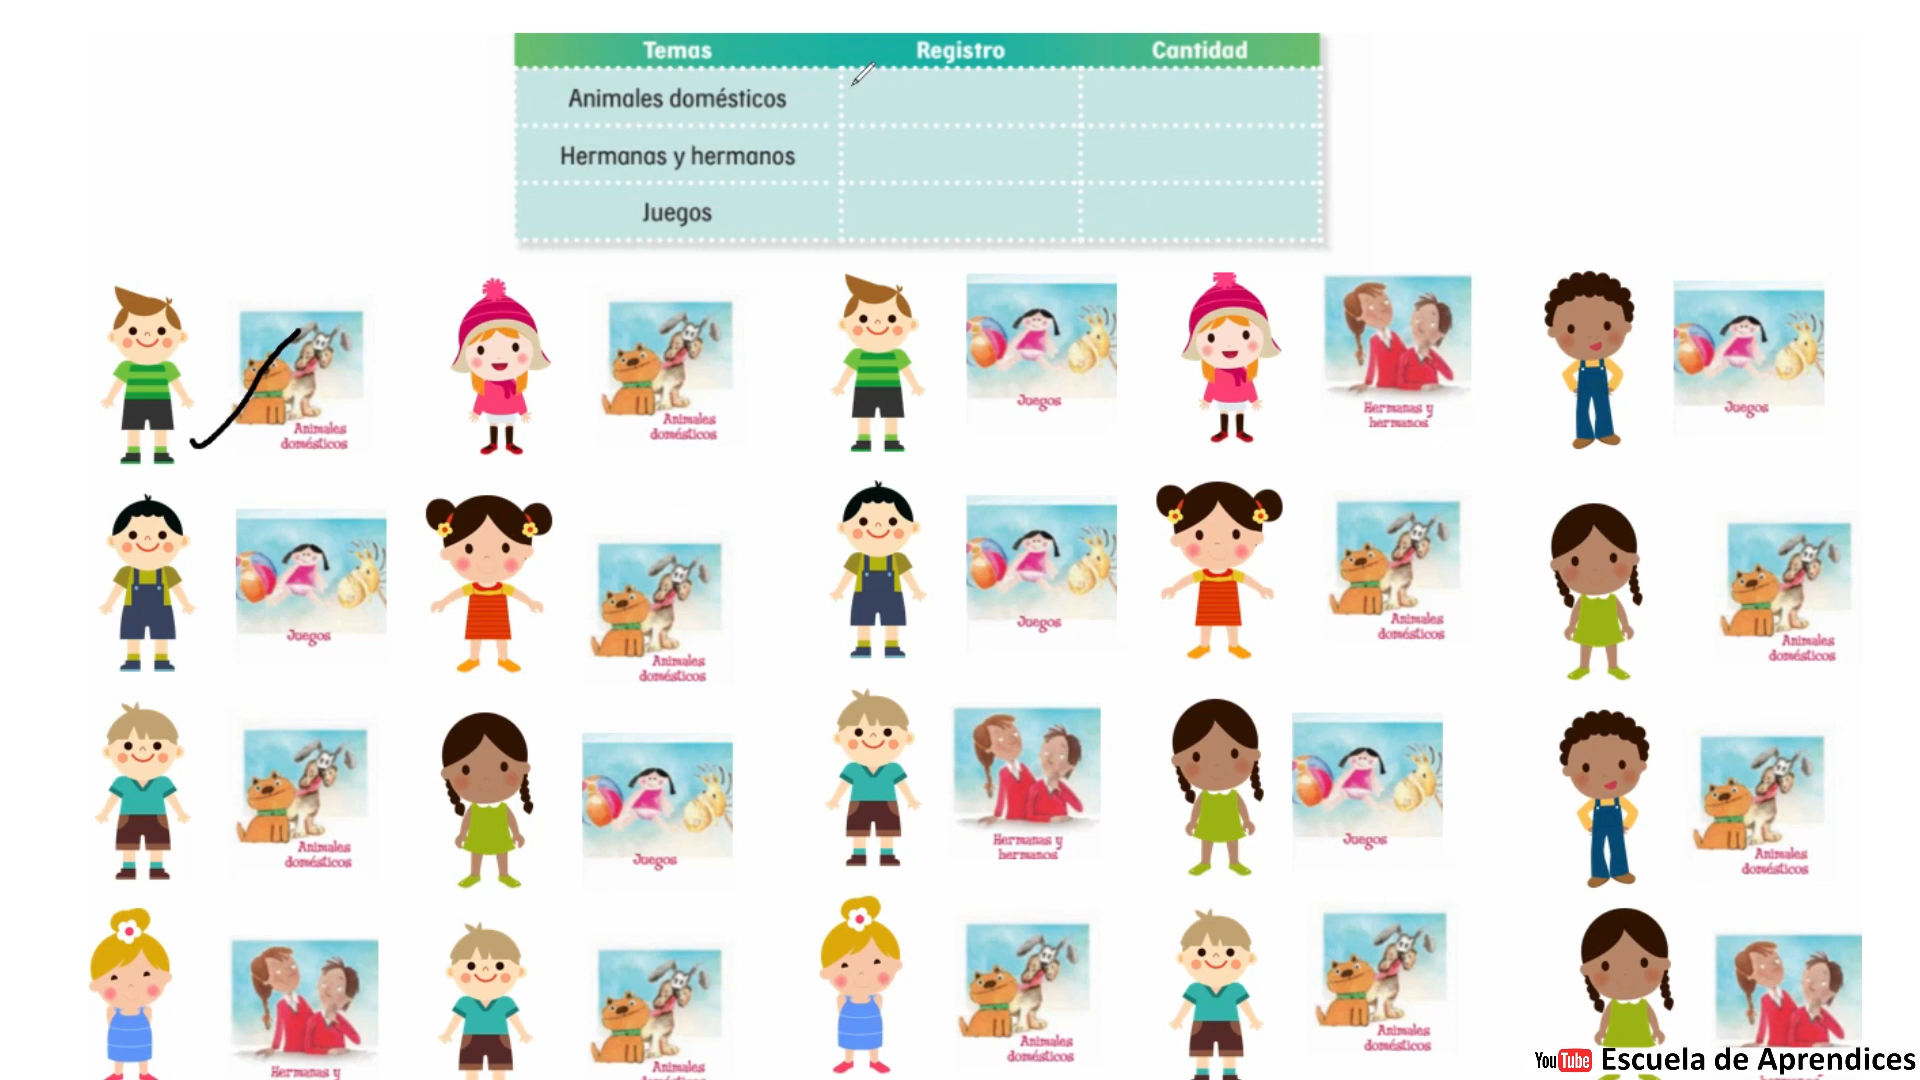 Temas Registro Cantidad
Animales domésticos
Hermanas y hermanos
Juegos
Animales
domésticos
Animales
domésticos
Juegos
Hermanas y
hermanos
Juegos
Juegos
Animales
domésticos
Juegos
Animales
domésticos
Animales
domésticos
Animales
domésticos
Juegos
Hermanas y
hermanos
Juegos
Animales
domésticos
Hermanas y
Animales
Animales
domésticos
Animales
domésticos
YouTube Escuela de Aprendices